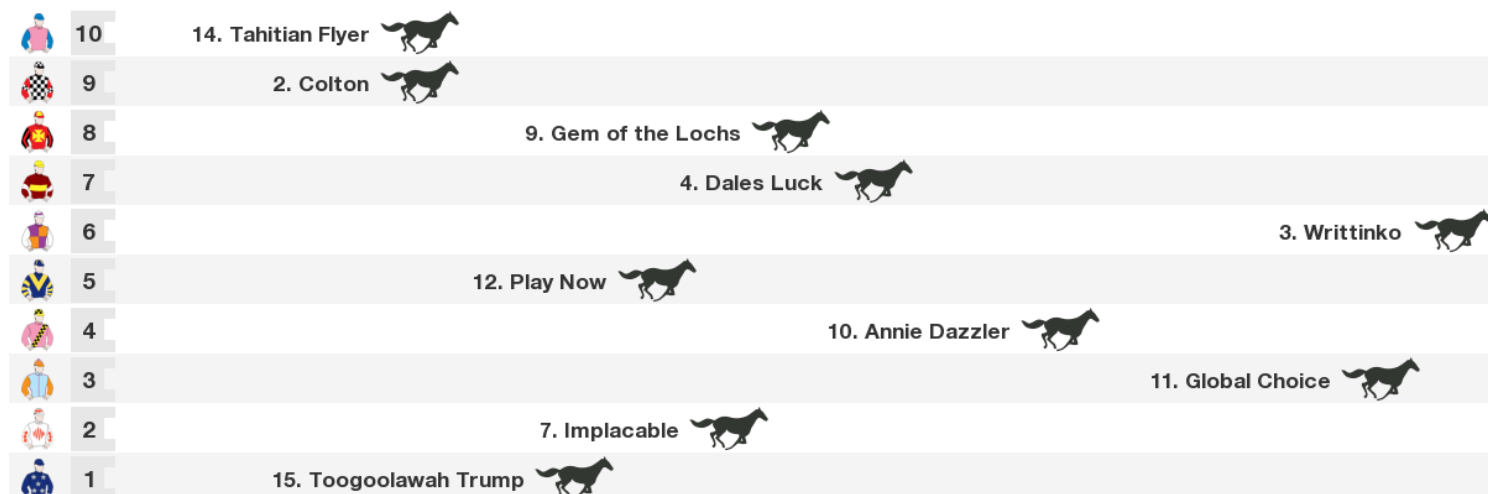 10 14. Tahitian Flyer
9 2. Colton
8 9. Gem of the Lochs
7 4. Dales Luck
6 3. Writtinko
5 12. Play Now
4 10. Annie Dazzler
3 11. Global Choice
2 7. Implacable
1 15. Toogoolawah Trump